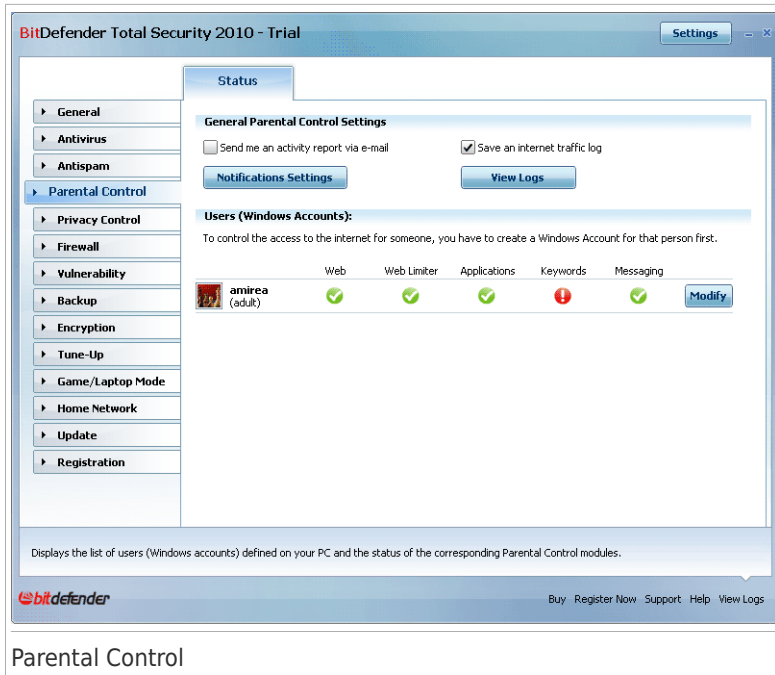 BitDefender Total Security 2010 - Trial
Settings
Status
General
Antivirus
Antispam
Parental Control
Privacy Control
Firewall
Vulnerability
Backup
Encryption
Tune-Up
Game/Laptop Mode
Home Network
Update
Registration
General Parental Control Settings
Send me an activity report via e-mail
Save an internet traffic log
Notifications Settings
View Logs
Users (Windows Accounts):
To control the access to the internet for someone, you have to create a Windows Account for that person first.
Web Web Limiter Applications Keywords Messaging
amirea
(adult)
Modify
Displays the list of users (Windows accounts) defined on your PC and the status of the corresponding Parental Control modules.
bitdefender
Buy Register Now Support Help View Logs
Parental Control